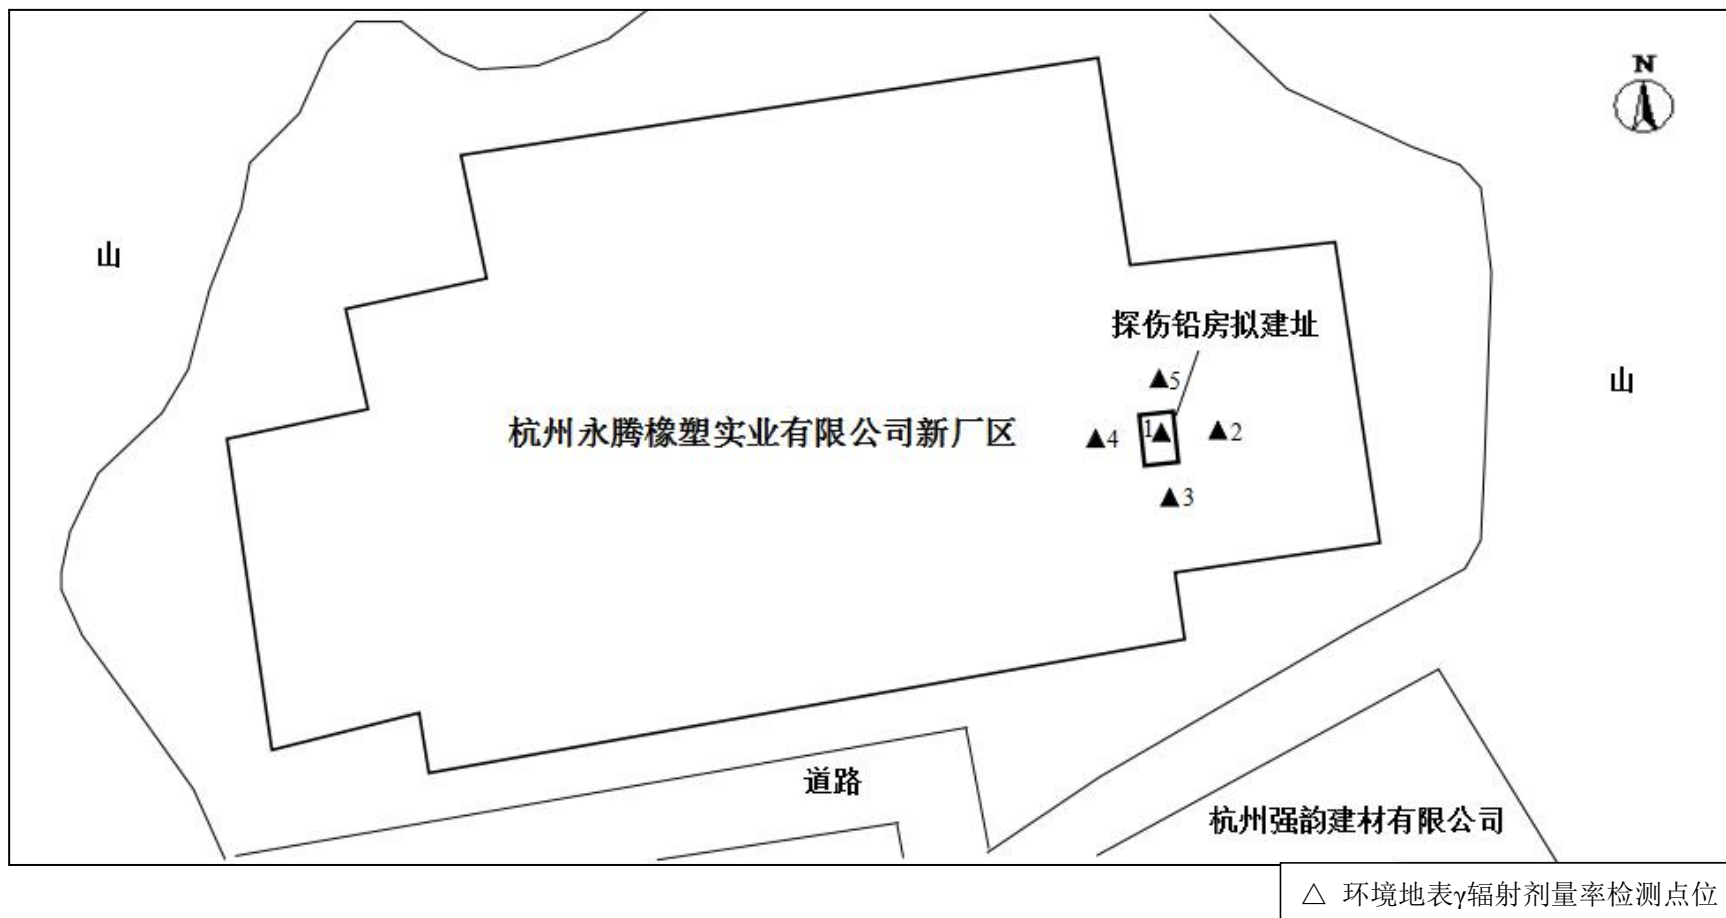 N
山
探伤铅房拟建址
山
▲5
杭州永腾橡塑实业有限公司新厂区
▲4
1▲
▲2
▲3
道路
杭州强韵建材有限公司
△ 环境地表γ辐射剂量率检测点位